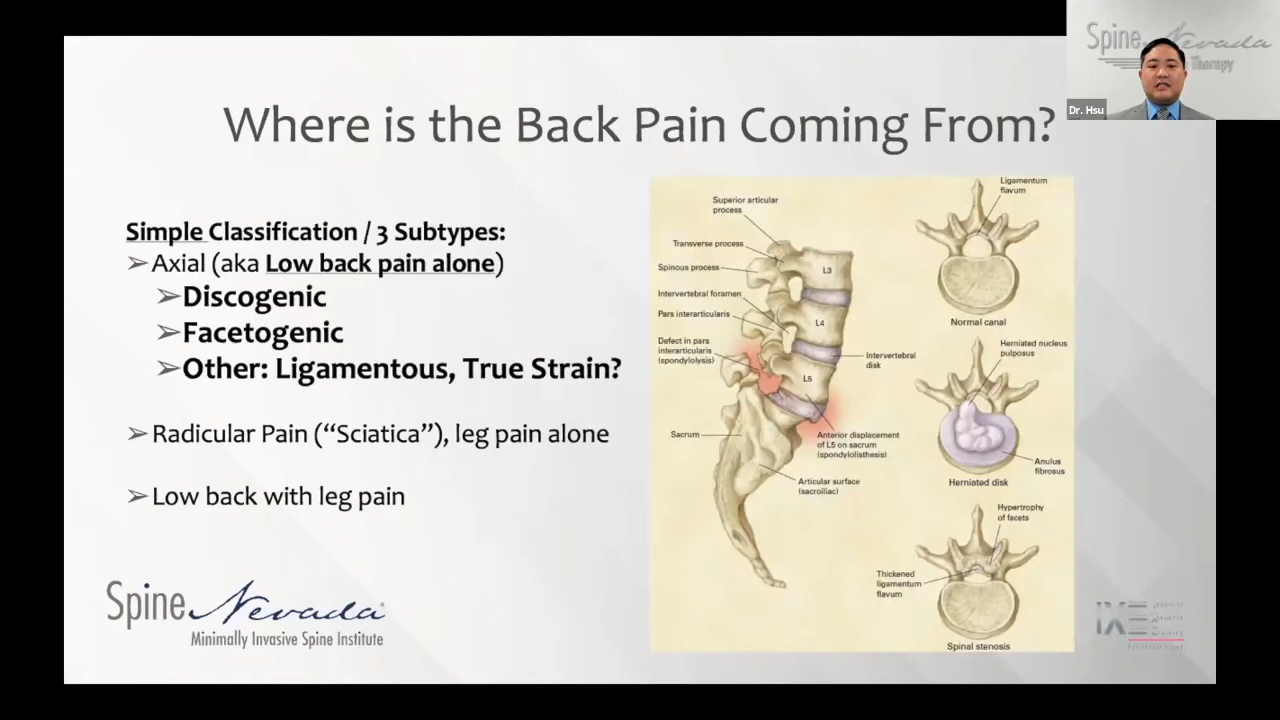 Spine Nevada
Therapy
Dr. Hsu
Where is the Back Pain Coming From?
Simple Classification / 3 Subtypes:
➢Axial (aka Low back pain alone)
➢Discogenic
➢Facetogenic
➢Other: Ligamentous, True Strain?
➢Radicular Pain (“Sciatica”), leg pain alone
➢Low back with leg pain
Superior articular
process
Transverse process
Spinous process
Intervertebral foramen
Pars interarticularis
Defect in pars
interarticularis
(spondylolysis)
L3
L4
L5
Intervertebral
disk
Sacrum
Anterior displacement
of L5 on sacrum
(spondylolisthesis)
Articular surface
(sacroiliac)
Ligamentum
flavum
Normal canal
Herniated nucleus
pulposus
Anulus
fibrosus
Herniated disk
Hypertrophy
of facets
Thickened
ligamentum
flavum
Spinal stenosis
Spine Nevada
Minimally Invasive Spine Institute